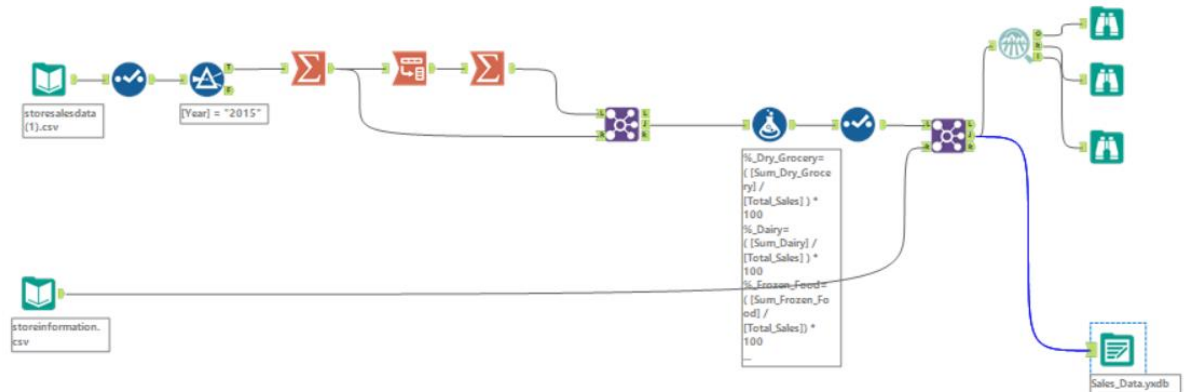 storesalesdata
(1).csv
[Year] = "2015"
T
F
L
R
L
J
R
%_Dry_Grocery=
( [Sum_Dry_Groce
ry] /
[Total_Sales] ) *
100
%_Dairy=
( [Sum_Dairy] /
[Total_Sales] ) *
100
%_Frozen_Food=
( [Sum_Frozen_Fo
od] /
[Total_Sales]) *
100
...
L
R
L
J
R
O
R
I
storeinformation.
csv
Sales_Data.yxdb